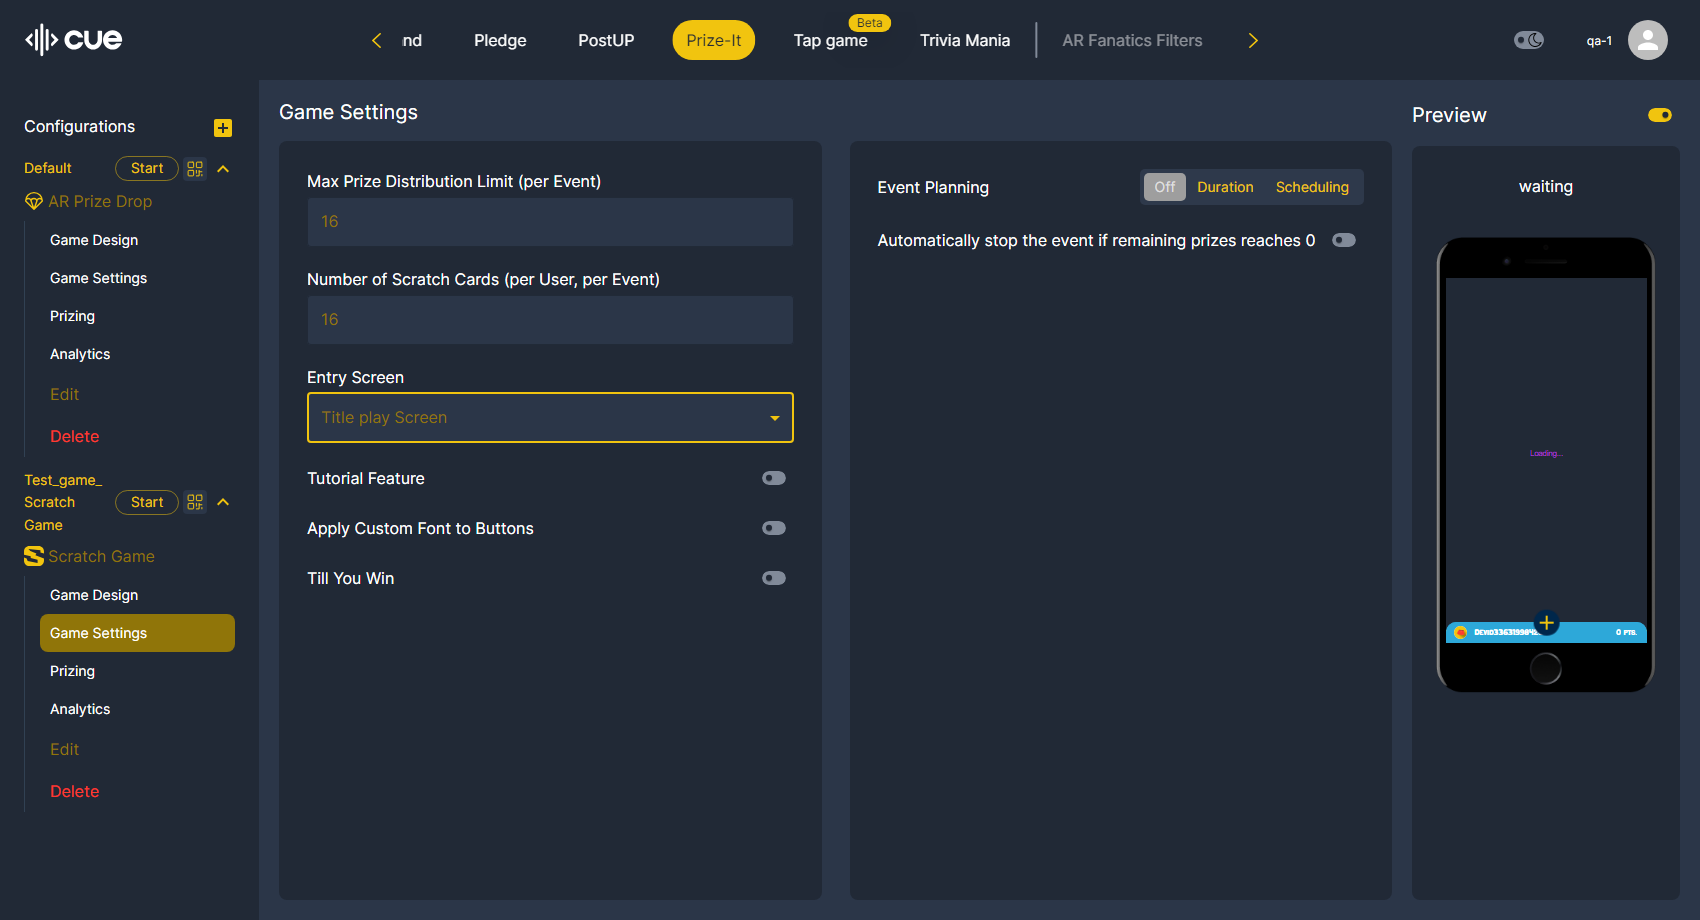 cue
nd
Pledge
PostUP
Prize-It
Beta
Tap game
Trivia Mania
AR Fanatics Filters
qa-1
Configurations
Default
Start
AR Prize Drop
Game Design
Game Settings
Prizing
Analytics
Edit
Delete
Test_game_
Scratch
Game
Start
Scratch Game
Game Design
Game Settings
Prizing
Analytics
Edit
Delete
Game Settings
Max Prize Distribution Limit (per Event)
16
Number of Scratch Cards (per User, per Event)
16
Entry Screen
Title play Screen
Tutorial Feature
Apply Custom Font to Buttons
Till You Win
Event Planning
Off
Duration
Scheduling
Automatically stop the event if remaining prizes reaches 0
Preview
waiting
Loading...
0 PTS.